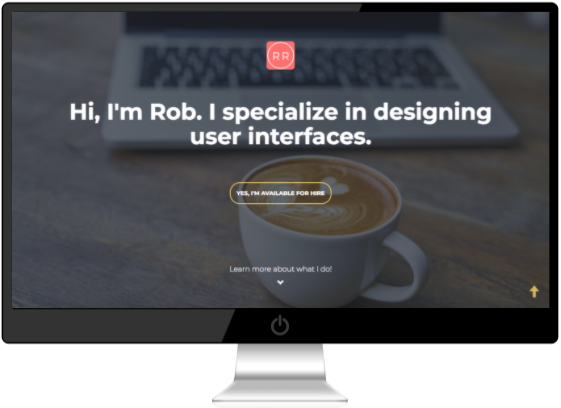 RR
Hi, I'm Rob. I specialize in designing
user interfaces.
YES, I'M AVAILABLE FOR HIRE
Learn more about what I do!